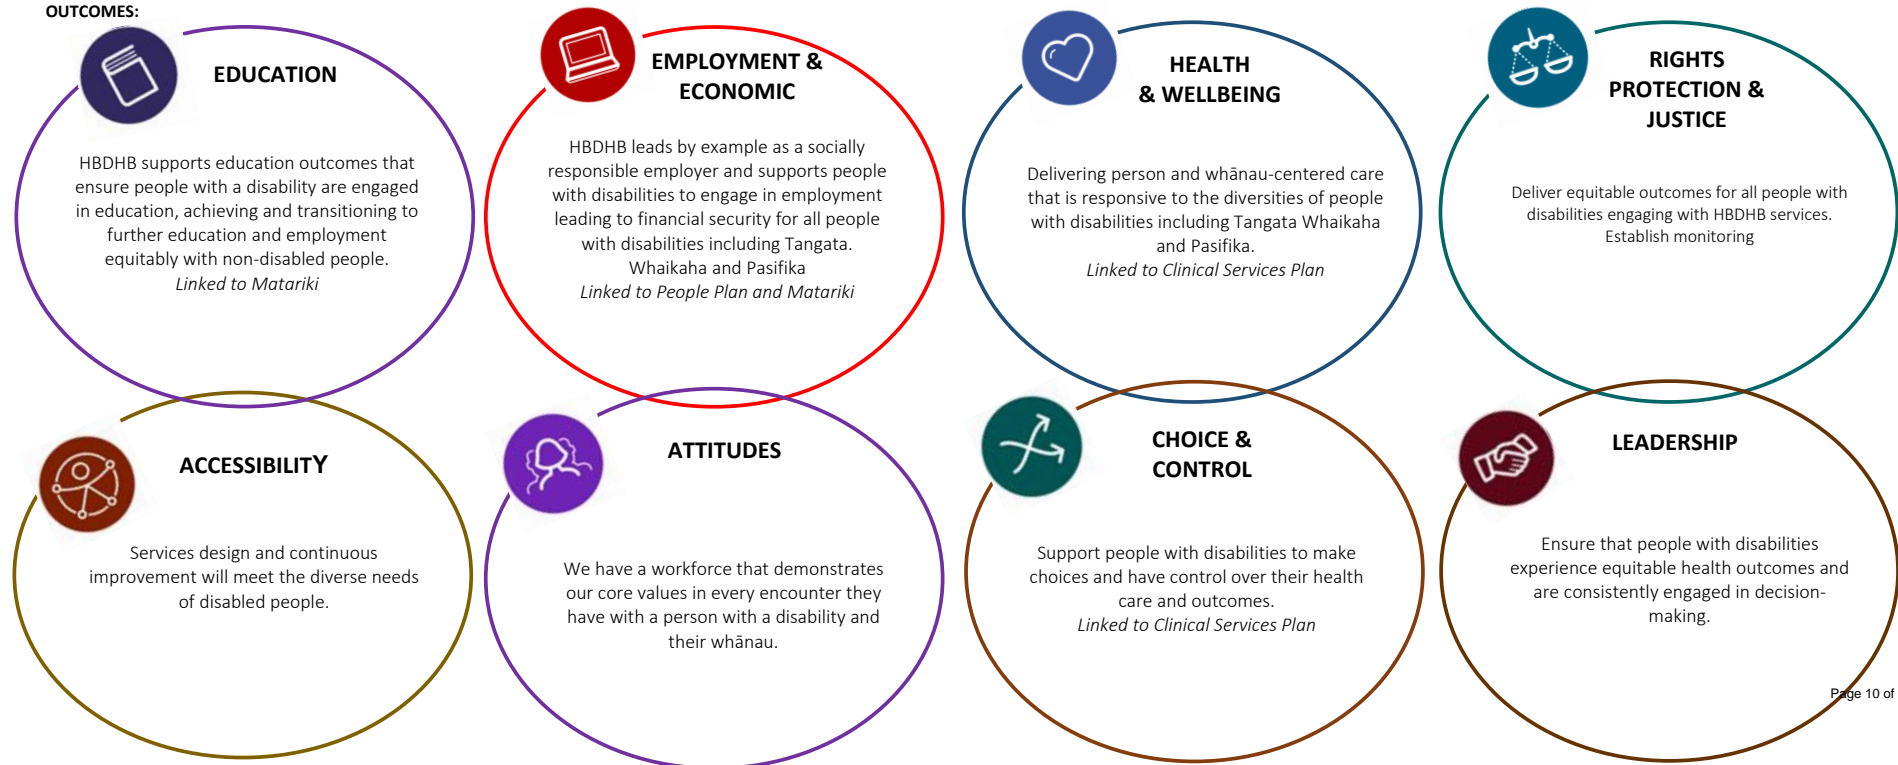 OUTCOMES:
EDUCATION
HBDHB supports education outcomes that
ensure people with a disability are engaged
in education, achieving and transitioning to
further education and employment
equitably with non-disabled people.
Linked to Matariki
EMPLOYMENT &
ECONOMIC
HBDHB leads by example as a socially
responsible employer and supports people
with disabilities to engage in employment
leading to financial security for all people
with disabilities including Tangata.
Whaikaha and Pasifika
Linked to People Plan and Matariki
HEALTH
& WELLBEING
Delivering person and whānau-centered care
that is responsive to the diversities of people
with disabilities including Tangata Whaikaha
and Pasifika.
Linked to Clinical Services Plan
RIGHTS
PROTECTION &
JUSTICE
Deliver equitable outcomes for all people with
disabilities engaging with HBDHB services.
Establish monitoring
ACCESSIBILITY
Services design and continuous
improvement will meet the diverse needs
of disabled people.
ATTITUDES
We have a workforce that demonstrates
our core values in every encounter they
have with a person with a disability and
their whānau.
CHOICE &
CONTROL
Support people with disabilities to make
choices and have control over their health
care and outcomes.
Linked to Clinical Services Plan
LEADERSHIP
Ensure that people with disabilities
experience equitable health outcomes and
are consistently engaged in decision-
making.
Page 10 of